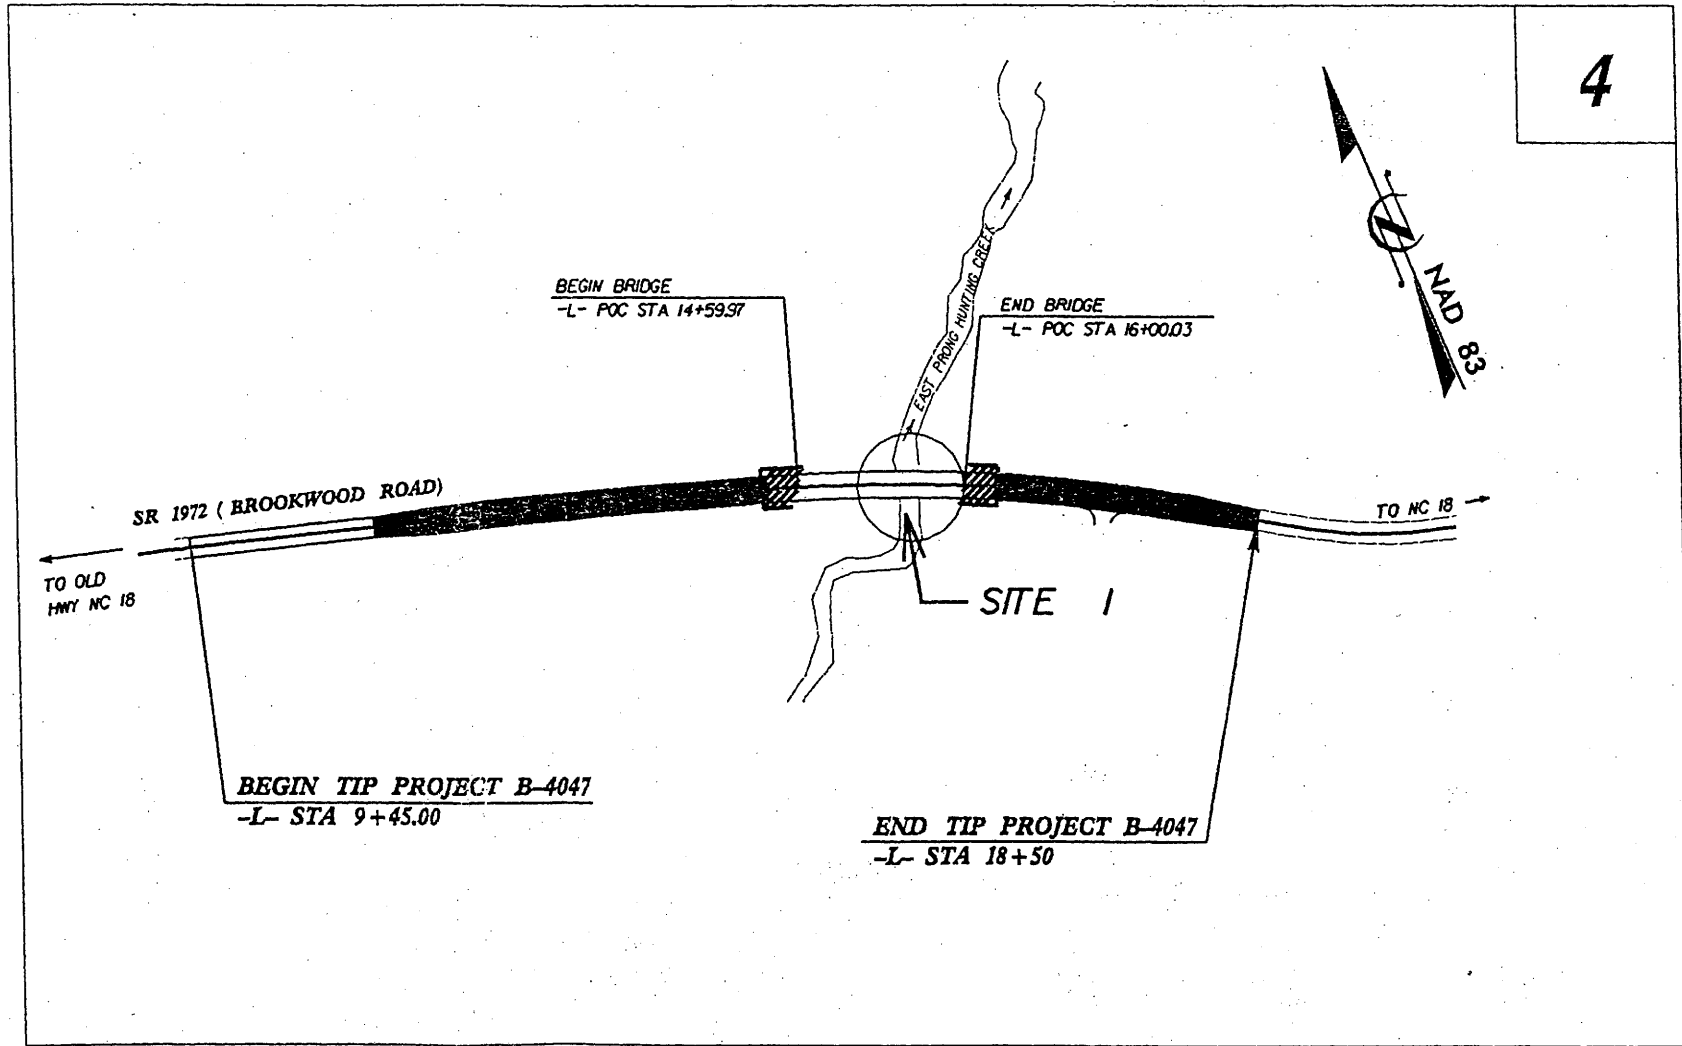 4
NAD 83
BEGIN BRIDGE
-L- POC STA 14+59.97
END BRIDGE
-L- POC STA 16+00.03
EAST PRONG HUNTING CREEK
SR 1972 ( BROOKWOOD ROAD)
TO NC 18
TO OLD
HWY NC 18
SITE 1
BEGIN TIP PROJECT B-4047
-L- STA 9+45.00
END TIP PROJECT B-4047
-L- STA 18+50